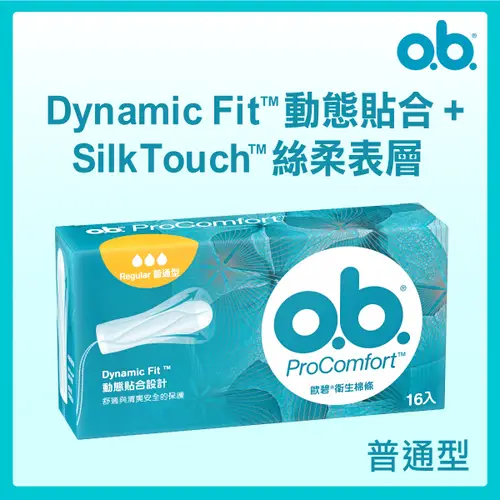 o.b.®
Dynamic Fit™ 動態貼合 +
SilkTouch™ 絲柔表層
o.b. ProComfort
Regular 普通型
o.b.
ProComfort™
歐碧®衛生棉條
16入
Dynamic Fit™
動態貼合設計
舒適與清爽安全的保護
普通型